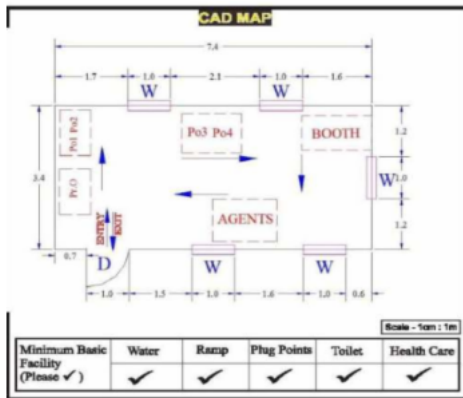 CAD MAP
7.4
1.7 1.0 2.1 1.0 1.6
W W
Po1 Po2
Po3 Po4
BOOTH
1.2
3.4
Pr.O
W
1.0
AGENTS
1.2
ENTRY
EXIT
0.7
D
W W
1.0 1.5 1.0 1.6 1.0 0.6
Scale - 1cm : 1m
Minimum Basic Water Ramp Plug Points Toilet Health Care
Facility
(Please ✓) ✓ ✓ ✓ ✓ ✓